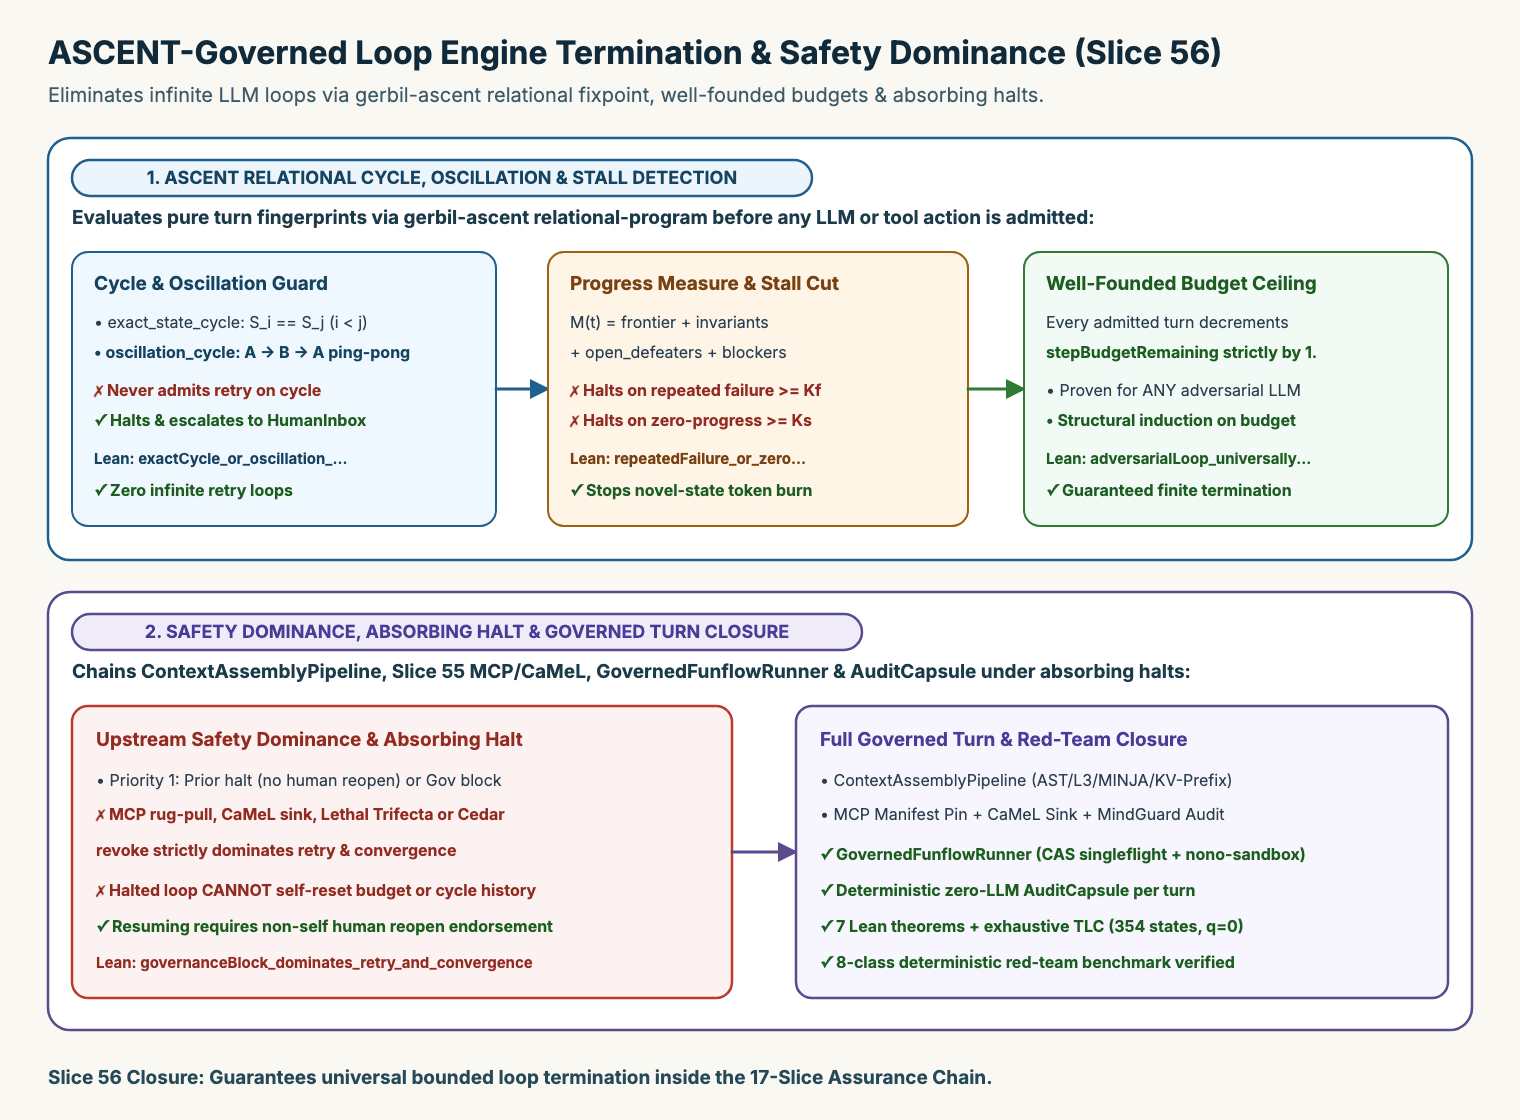 ASCENT-Governed Loop Engine Termination & Safety Dominance (Slice 56)
Eliminates infinite LLM loops via gerbil-ascent relational fixpoint, well-founded budgets & absorbing halts.
1. ASCENT RELATIONAL CYCLE, OSCILLATION & STALL DETECTION
Evaluates pure turn fingerprints via gerbil-ascent relational-program before any LLM or tool action is admitted:
Cycle & Oscillation Guard
• exact_state_cycle: S_i == S_j (i < j)
• oscillation_cycle: A → B → A ping-pong
✗ Never admits retry on cycle
✓ Halts & escalates to HumanInbox
Lean: exactCycle_or_oscillation_...
✓ Zero infinite retry loops
Progress Measure & Stall Cut
M(t) = frontier + invariants
+ open_defeaters + blockers
✗ Halts on repeated failure >= Kf
✗ Halts on zero-progress >= Ks
Lean: repeatedFailure_or_zero...
✓ Stops novel-state token burn
Well-Founded Budget Ceiling
Every admitted turn decrements
stepBudgetRemaining strictly by 1.
• Proven for ANY adversarial LLM
• Structural induction on budget
Lean: adversarialLoop_universally...
✓ Guaranteed finite termination
2. SAFETY DOMINANCE, ABSORBING HALT & GOVERNED TURN CLOSURE
Chains ContextAssemblyPipeline, Slice 55 MCP/CaMeL, GovernedFunflowRunner & AuditCapsule under absorbing halts:
Upstream Safety Dominance & Absorbing Halt
• Priority 1: Prior halt (no human reopen) or Gov block
✗ MCP rug-pull, CaMeL sink, Lethal Trifecta or Cedar
revoke strictly dominates retry & convergence
✗ Halted loop CANNOT self-reset budget or cycle history
✓ Resuming requires non-self human reopen endorsement
Lean: governanceBlock_dominates_retry_and_convergence
Full Governed Turn & Red-Team Closure
• ContextAssemblyPipeline (AST/L3/MINJA/KV-Prefix)
• MCP Manifest Pin + CaMeL Sink + MindGuard Audit
✓ GovernedFunflowRunner (CAS singleflight + nono-sandbox)
✓ Deterministic zero-LLM AuditCapsule per turn
✓ 7 Lean theorems + exhaustive TLC (354 states, q=0)
✓ 8-class deterministic red-team benchmark verified
Slice 56 Closure: Guarantees universal bounded loop termination inside the 17-Slice Assurance Chain.